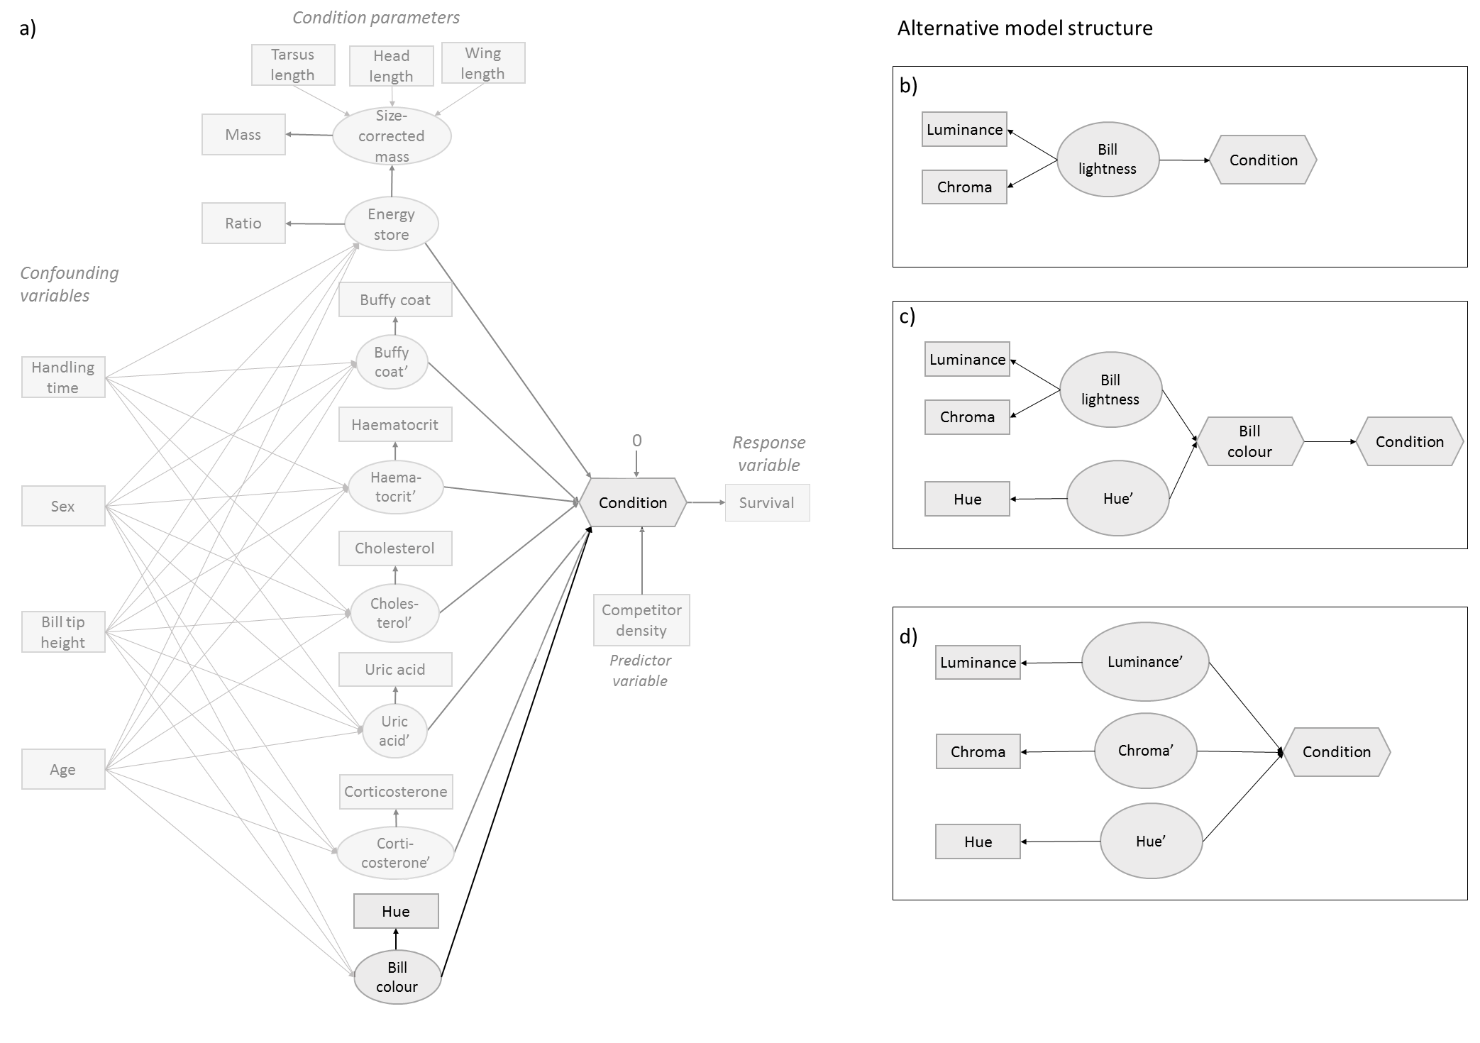 a)
Condition parameters
Tarsus
length
Head
length
Wing
length
Mass
Size-
corrected
mass
Ratio
Energy
store
Confounding
variables
Buffy coat
Buffy
coat’
Handling
time
Haematocrit
Haema-
tocrit’
Sex
Cholesterol
Choles-
terol’
Bill tip
height
Uric acid
Uric
acid’
Age
Corticosterone
Corti-
costerone’
Hue
Bill
colour
0
Condition
Response
variable
Survival
Competitor
density
Predictor
variable
Alternative model structure
b)
Luminance
Chroma
Bill
lightness
Condition
c)
Luminance
Chroma
Bill
lightness
Hue
Hue’
Bill
colour
Condition
d)
Luminance
Luminance’
Chroma
Chroma’
Condition
Hue
Hue’